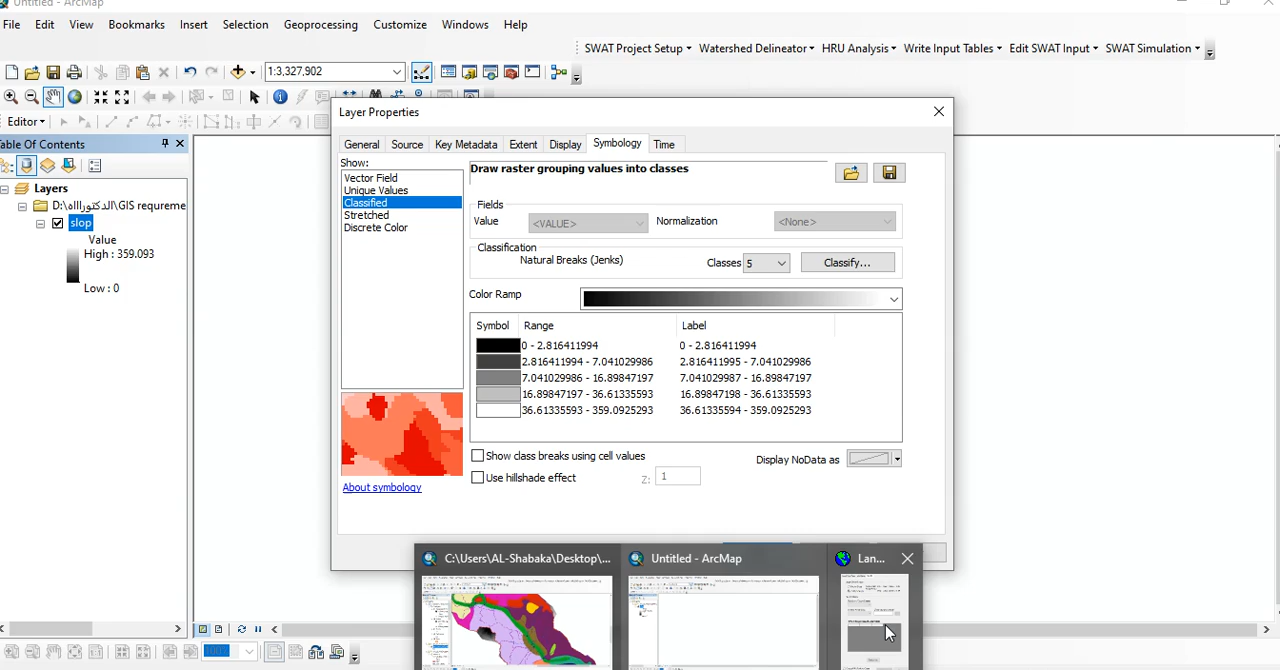 Untitled - ArcMap
File Edit View Bookmarks Insert Selection Geoprocessing Customize Windows Help
SWAT Project Setup Watershed Delineator HRU Analysis Write Input Tables Edit SWAT Input SWAT Simulation
1:3,327,902
Editor
Table Of Contents
Layers
D:\الدكتورااه\GIS requreme
slop
Value
High : 359.093
Low : 0
Layer Properties
General Source Key Metadata Extent Display Symbology Time
Show:
Vector Field
Unique Values
Classified
Stretched
Discrete Color
About symbology
Draw raster grouping values into classes
Fields
Value <VALUE> Normalization <None>
Classification
Natural Breaks (Jenks) Classes 5 Classify...
Color Ramp
Symbol Range Label
0 - 2.816411994 0 - 2.816411994
2.816411994 - 7.041029986 2.816411995 - 7.041029986
7.041029986 - 16.89847197 7.041029987 - 16.89847197
16.89847197 - 36.61335593 16.89847198 - 36.61335593
36.61335593 - 359.0925293 36.61335594 - 359.0925293
Show class breaks using cell values Display NoData as
Use hillshade effect Z: 1
C:\Users\AL-Shabaka\Desktop\... Untitled - ArcMap Lan...
100%